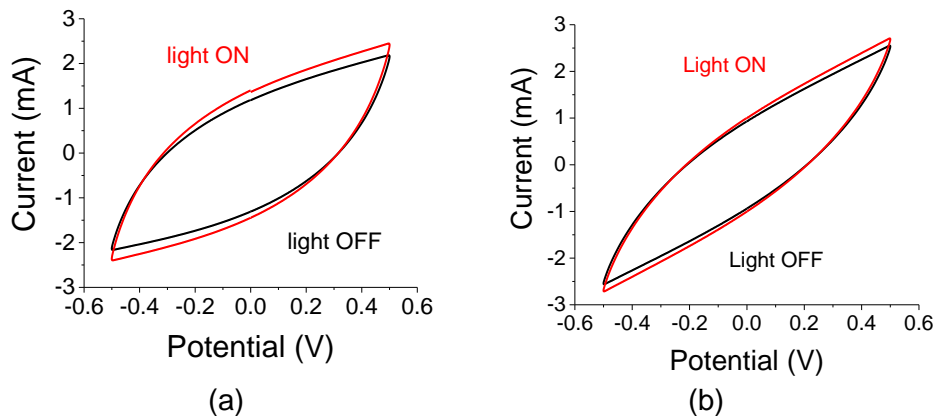 3
2
1
0
-1
-2
-3
-0.6 -0.4 -0.2 0.0 0.2 0.4 0.6
Current (mA)
Potential (V)
light ON
light OFF
(a)
3
2
1
0
-1
-2
-3
-0.6 -0.4 -0.2 0.0 0.2 0.4 0.6
Current (mA)
Potential (V)
Light ON
Light OFF
(b)